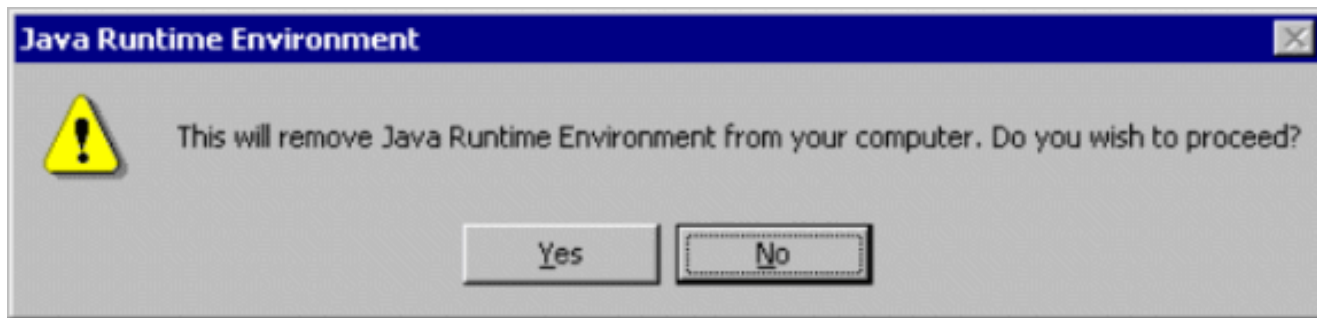 Java Runtime Environment
This will remove Java Runtime Environment from your computer. Do you wish to proceed?
Yes
No